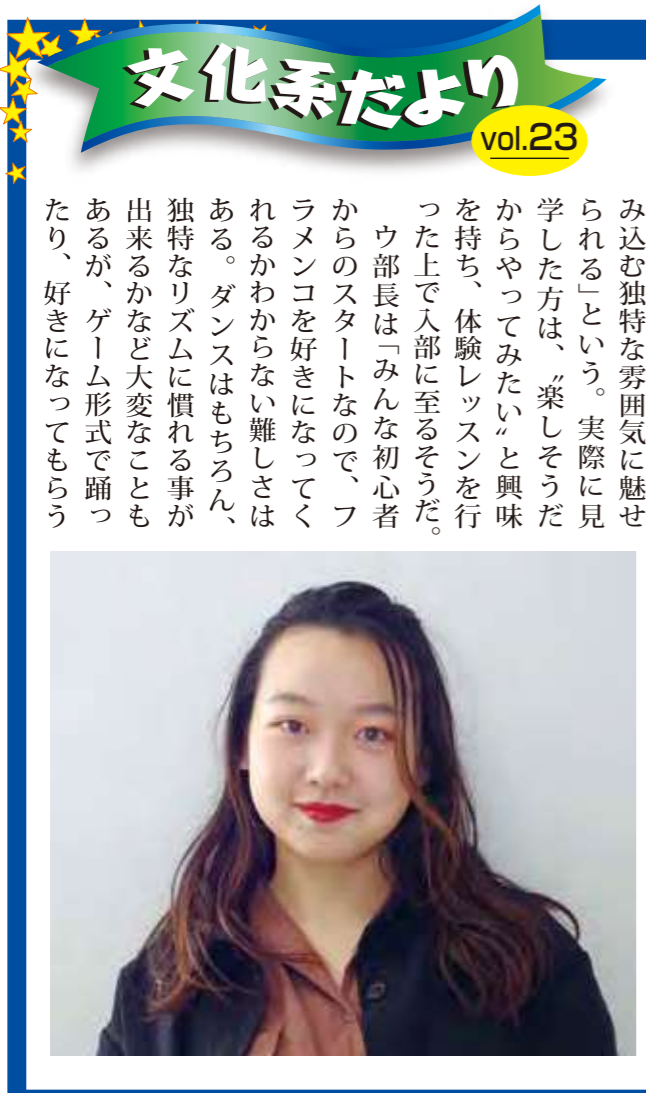 文化系だより
vol.23
み込む独特な雰囲気に魅せ
られる」という。実際に見
学した方は、〝楽しそうだ
からやってみたい〟と興味
を持ち、体験レッスンを行
った上で入部に至るそうだ。
ウ部長は「みんな初心者
からのスタートなので、フ
ラメンコを好きになってく
れるかわからない難しさは
ある。ダンスはもちろん、
独特なリズムに慣れる事が
出来るかなど大変なことも
あるが、ゲーム形式で踊っ
たり、好きになってもらう